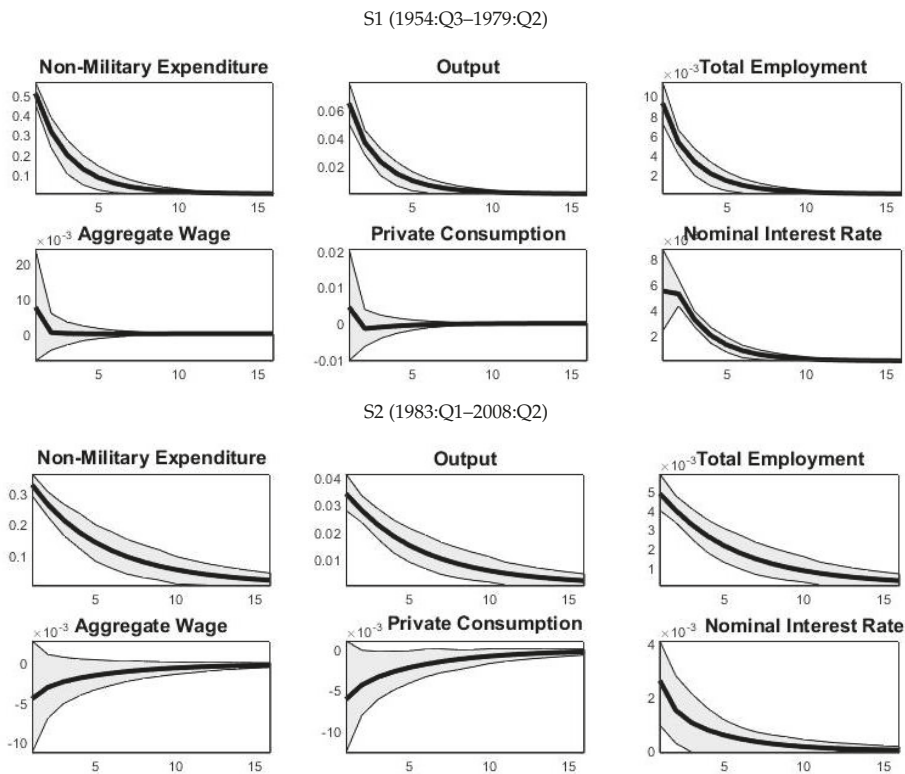 S1 (1954:Q3–1979:Q2)
Non-Military Expenditure Output ×10⁻³ Total Employment
0.5 0.4 0.3 0.2 0.1
5 10 15
0.06 0.04 0.02
5 10 15
10 8 6 4 2
5 10 15
×10⁻³ Aggregate Wage Private Consumption Nominal Interest Rate
20 10 0
5 10 15
0.02 0.01 0 -0.01
5 10 15
8 6 4 2
5 10 15
S2 (1983:Q1–2008:Q2)
Non-Military Expenditure Output ×10⁻³ Total Employment
0.3 0.2 0.1
5 10 15
0.04 0.03 0.02 0.01
5 10 15
5 4 3 2 1
5 10 15
×10⁻³ Aggregate Wage ×10⁻³ Private Consumption ×10⁻³ Nominal Interest Rate
0 -5 -10
5 10 15
0 -5 -10
5 10 15
4 2 0
5 10 15